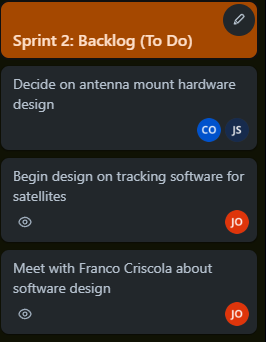 Sprint 2: Backlog (To Do)
Decide on antenna mount hardware
design
CO JS
Begin design on tracking software for
satellites
JO
Meet with Franco Criscola about
software design
JO